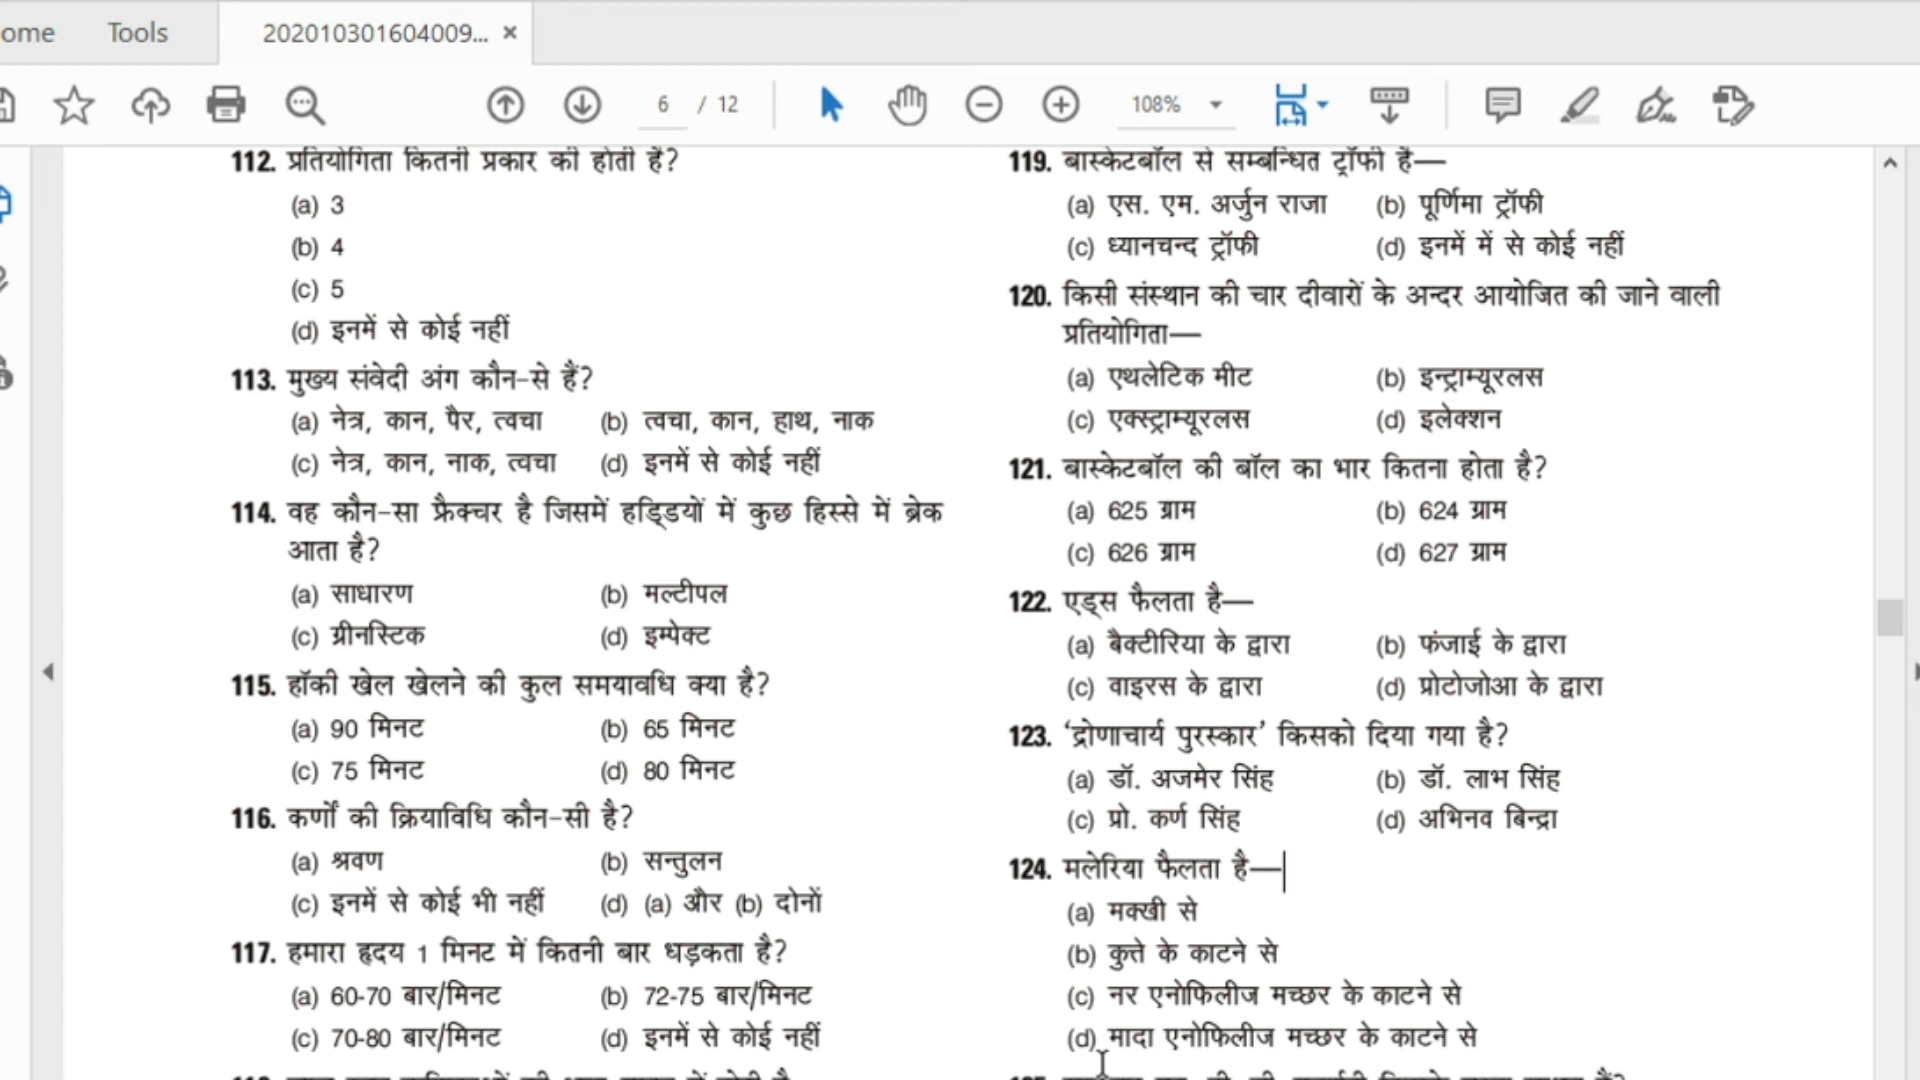 ome Tools 202010301604009... ×
6 / 12 108%
112. प्रतियोगिता कितनी प्रकार की होती है?
(a) 3
(b) 4
(c) 5
(d) इनमें से कोई नहीं
113. मुख्य संवेदी अंग कौन-से हैं?
(a) नेत्र, कान, पैर, त्वचा (b) त्वचा, कान, हाथ, नाक
(c) नेत्र, कान, नाक, त्वचा (d) इनमें से कोई नहीं
114. वह कौन-सा फ्रैक्चर है जिसमें हड्डियों में कुछ हिस्से में ब्रेक
आता है?
(a) साधारण (b) मल्टीपल
(c) ग्रीनस्टिक (d) इम्पेक्ट
115. हॉकी खेल खेलने की कुल समयावधि क्या है?
(a) 90 मिनट (b) 65 मिनट
(c) 75 मिनट (d) 80 मिनट
116. कर्णों की क्रियाविधि कौन-सी है?
(a) श्रवण (b) सन्तुलन
(c) इनमें से कोई भी नहीं (d) (a) और (b) दोनों
117. हमारा हृदय 1 मिनट में कितनी बार धड़कता है?
(a) 60-70 बार/मिनट (b) 72-75 बार/मिनट
(c) 70-80 बार/मिनट (d) इनमें से कोई नहीं
119. बास्केटबॉल से सम्बन्धित ट्रॉफी है—
(a) एस. एम. अर्जुन राजा (b) पूर्णिमा ट्रॉफी
(c) ध्यानचन्द ट्रॉफी (d) इनमें में से कोई नहीं
120. किसी संस्थान की चार दीवारों के अन्दर आयोजित की जाने वाली
प्रतियोगिता—
(a) एथलेटिक मीट (b) इन्ट्राम्यूरलस
(c) एक्स्ट्राम्यूरलस (d) इलेक्शन
121. बास्केटबॉल की बॉल का भार कितना होता है?
(a) 625 ग्राम (b) 624 ग्राम
(c) 626 ग्राम (d) 627 ग्राम
122. एड्स फैलता है—
(a) बैक्टीरिया के द्वारा (b) फंजाई के द्वारा
(c) वाइरस के द्वारा (d) प्रोटोजोआ के द्वारा
123. ‘द्रोणाचार्य पुरस्कार’ किसको दिया गया है?
(a) डॉ. अजमेर सिंह (b) डॉ. लाभ सिंह
(c) प्रो. कर्ण सिंह (d) अभिनव बिन्द्रा
124. मलेरिया फैलता है—
(a) मक्खी से
(b) कुत्ते के काटने से
(c) नर एनोफिलीज मच्छर के काटने से
(d) मादा एनोफिलीज मच्छर के काटने से